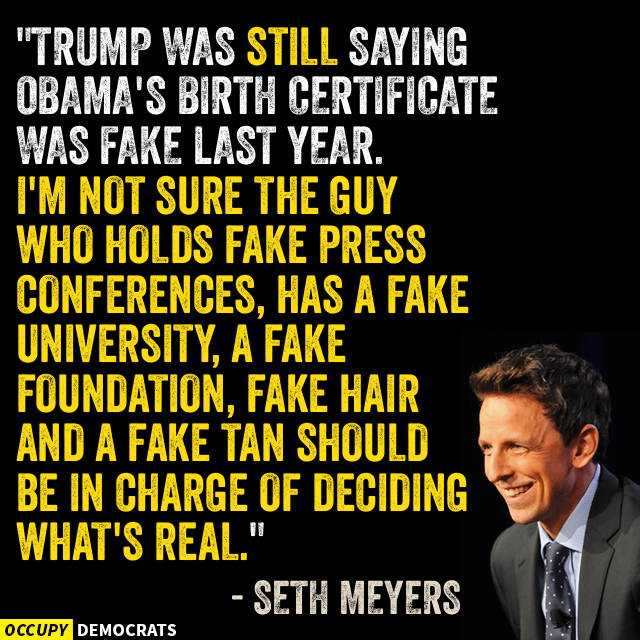 "TRUMP WAS STILL SAYING
OBAMA'S BIRTH CERTIFICATE
WAS FAKE LAST YEAR.
I'M NOT SURE THE GUY
WHO HOLDS FAKE PRESS
CONFERENCES, HAS A FAKE
UNIVERSITY, A FAKE
FOUNDATION, FAKE HAIR
AND A FAKE TAN SHOULD
BE IN CHARGE OF DECIDING
WHAT'S REAL."
- SETH MEYERS
OCCUPY DEMOCRATS